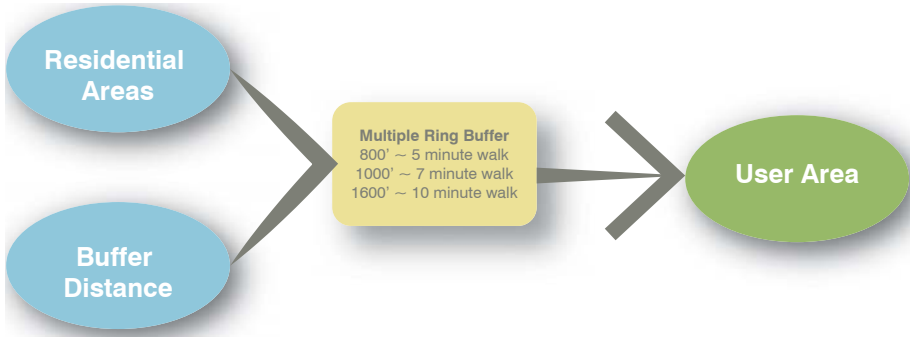 Residential
Areas
Buffer
Distance
Multiple Ring Buffer
800' ~ 5 minute walk
1000' ~ 7 minute walk
1600' ~ 10 minute walk
User Area